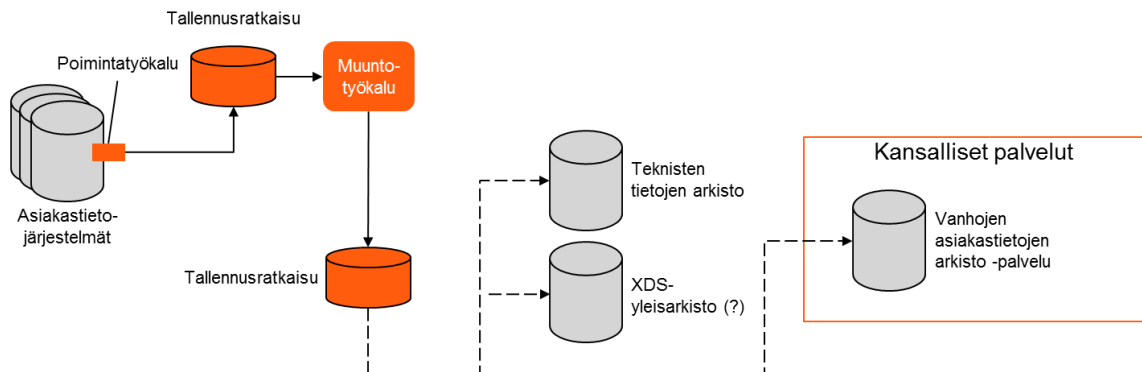 Tallennusratkaisu
Poimintatyökalu
Muunto-
työkalu
Asiakastieto-
järjestelmät
Tallennusratkaisu
Teknisten
tietojen arkisto
XDS-
yleisarkisto (?)
Kansalliset palvelut
Vanhojen
asiakastietojen
arkisto -palvelu